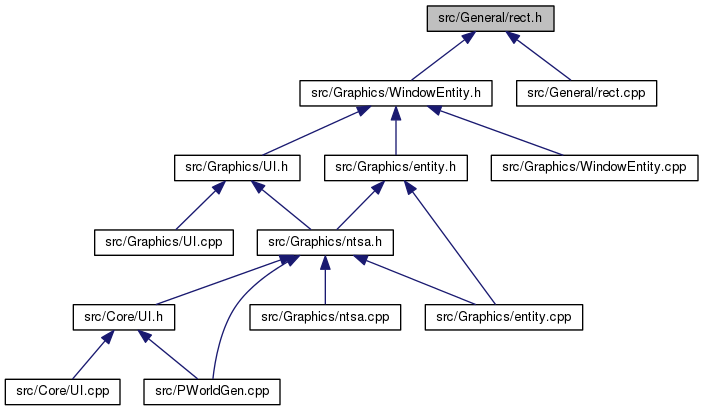 src/General/rect.h
src/Graphics/WindowEntity.h
src/General/rect.cpp
src/Graphics/UI.h
src/Graphics/entity.h
src/Graphics/WindowEntity.cpp
src/Graphics/UI.cpp
src/Graphics/ntsa.h
src/Core/UI.h
src/Graphics/ntsa.cpp
src/Graphics/entity.cpp
src/Core/UI.cpp
src/PWorldGen.cpp